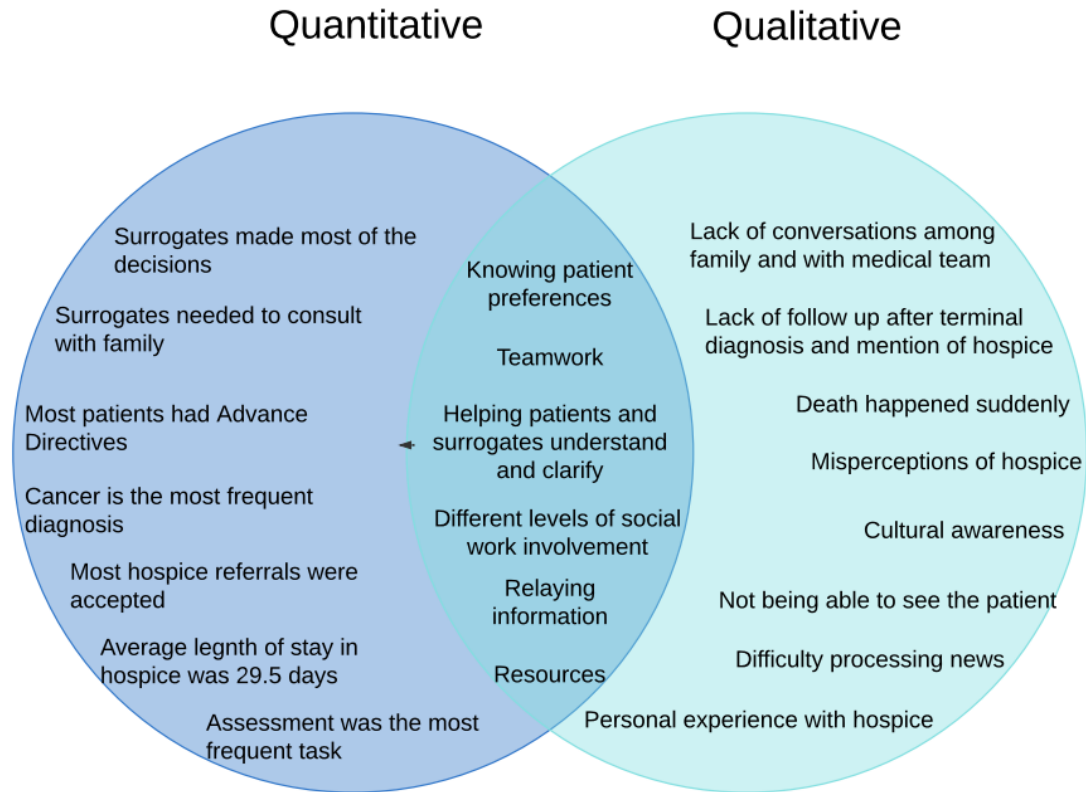 Quantitative
Qualitative
Surrogates made most of the
decisions
Surrogates needed to consult
with family
Most patients had Advance
Directives
Cancer is the most frequent
diagnosis
Most hospice referrals were
accepted
Average legnth of stay in
hospice was 29.5 days
Assessment was the most
frequent task
Knowing patient
preferences
Teamwork
Helping patients and
surrogates understand
and clarify
Different levels of social
work involvement
Relaying
information
Resources
Lack of conversations among
family and with medical team
Lack of follow up after terminal
diagnosis and mention of hospice
Death happened suddenly
Misperceptions of hospice
Cultural awareness
Not being able to see the patient
Difficulty processing news
Personal experience with hospice